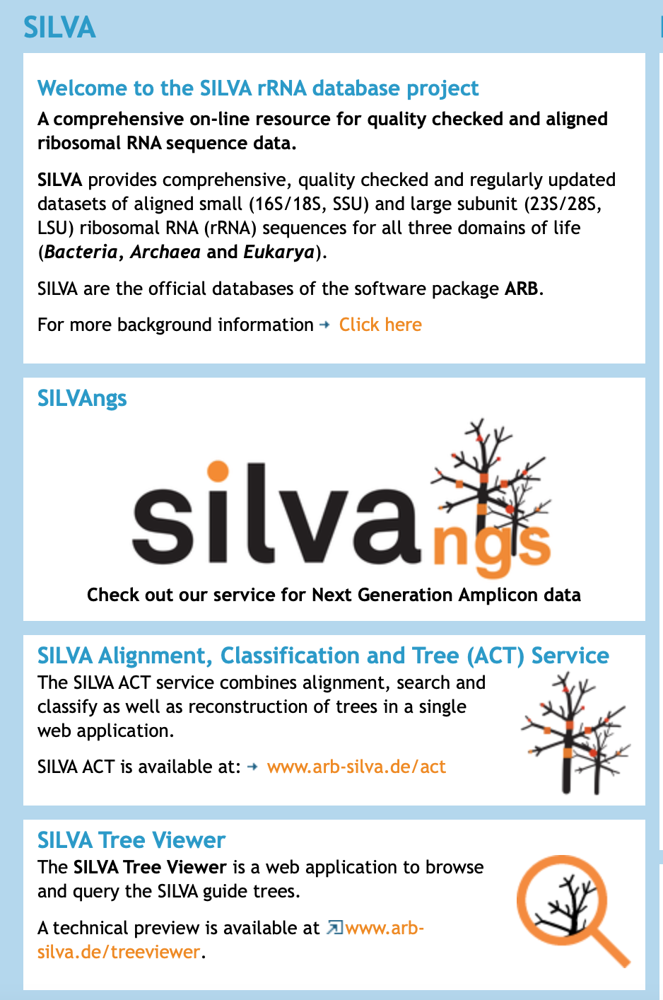 SILVA
Welcome to the SILVA rRNA database project
A comprehensive on-line resource for quality checked and aligned
ribosomal RNA sequence data.
SILVA provides comprehensive, quality checked and regularly updated
datasets of aligned small (16S/18S, SSU) and large subunit (23S/28S,
LSU) ribosomal RNA (rRNA) sequences for all three domains of life
(Bacteria, Archaea and Eukarya).
SILVA are the official databases of the software package ARB.
For more background information → Click here
SILVAngs
silva
ngs
Check out our service for Next Generation Amplicon data
SILVA Alignment, Classification and Tree (ACT) Service
The SILVA ACT service combines alignment, search and
classify as well as reconstruction of trees in a single
web application.
SILVA ACT is available at: → www.arb-silva.de/act
SILVA Tree Viewer
The SILVA Tree Viewer is a web application to browse
and query the SILVA guide trees.
A technical preview is available at www.arb-
silva.de/treeviewer.